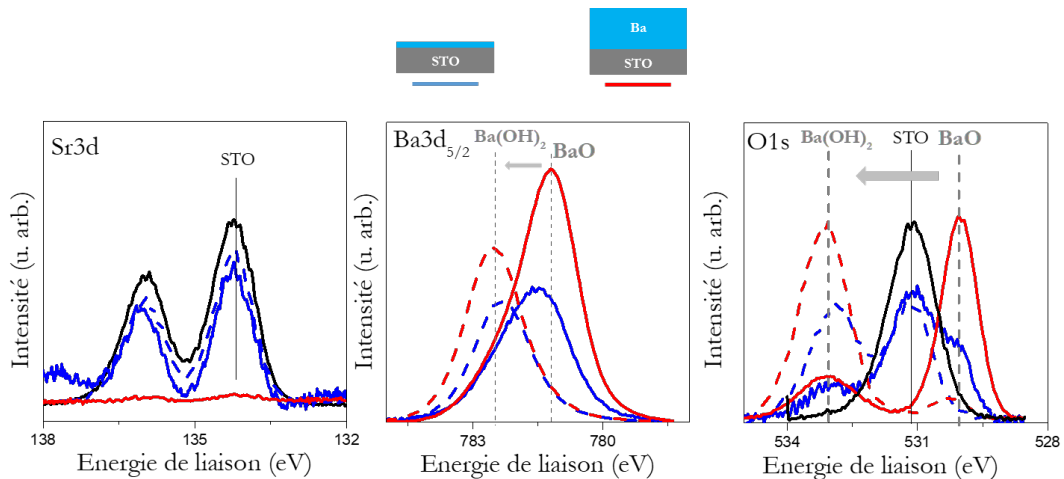 Ba
STO
STO
Sr3d
STO
Intensité (u. arb.)
138
135
132
Energie de liaison (eV)
Ba3d5/2
Ba(OH)2
BaO
Intensité (u. arb.)
783
780
Energie de liaison (eV)
O1s
Ba(OH)2
STO
BaO
Intensité (u. arb.)
534
531
528
Energie de liaison (eV)